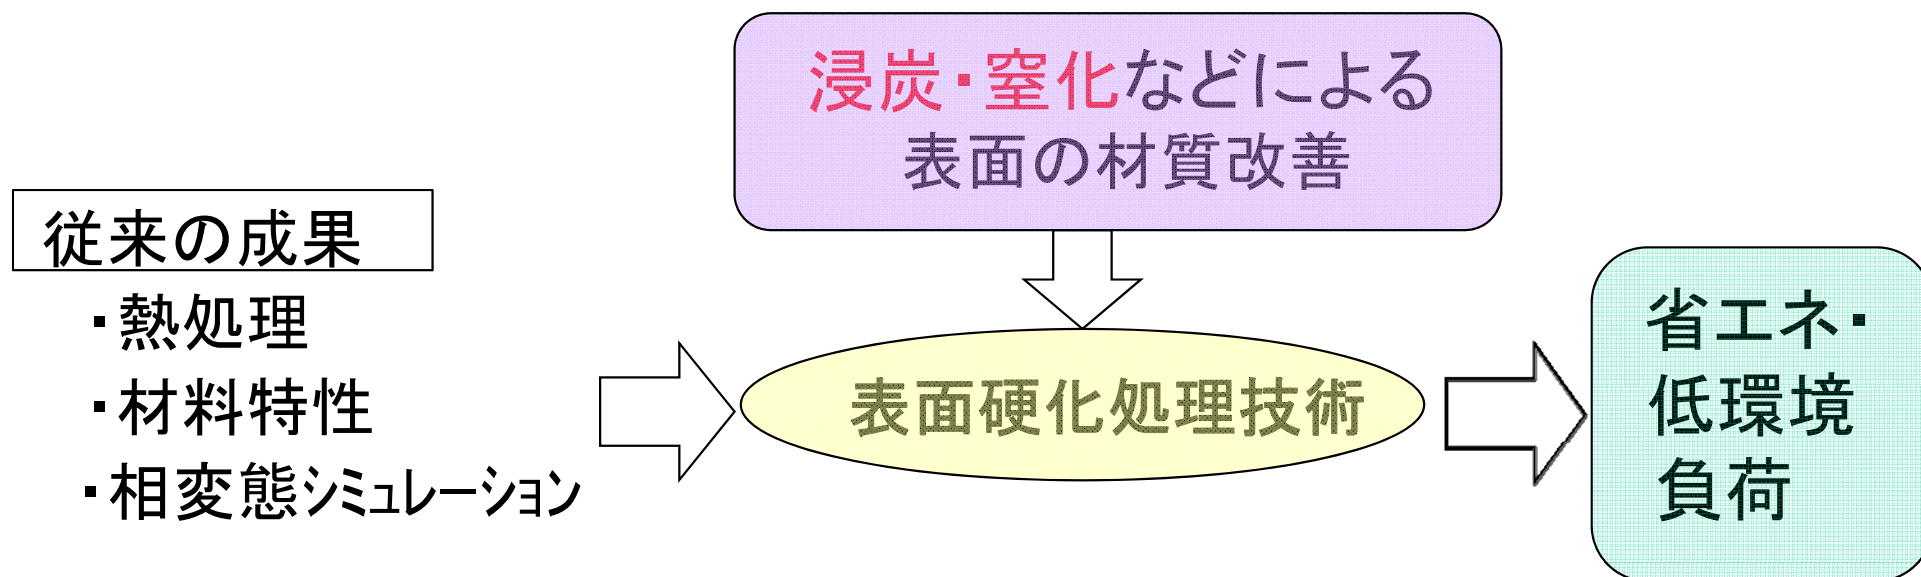 浸炭・窒化などによる
表面の材質改善
従来の成果
・熱処理
・材料特性
・相変態シミュレーション
表面硬化処理技術
省エネ・
低環境
負荷